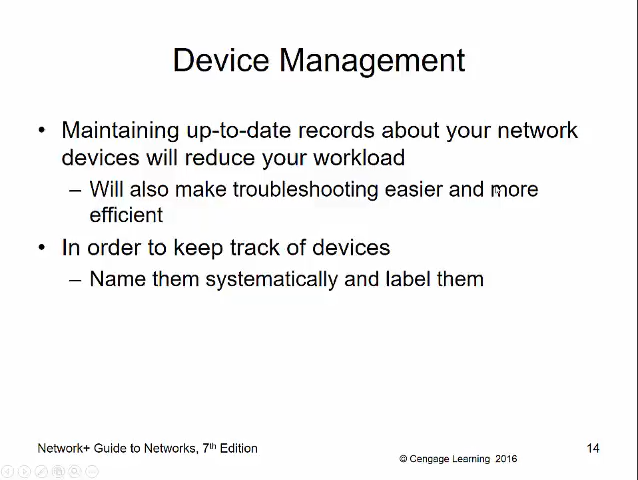 Device Management
• Maintaining up-to-date records about your network
devices will reduce your workload
– Will also make troubleshooting easier and more
efficient
• In order to keep track of devices
– Name them systematically and label them
Network+ Guide to Networks, 7th Edition
© Cengage Learning 2016
14